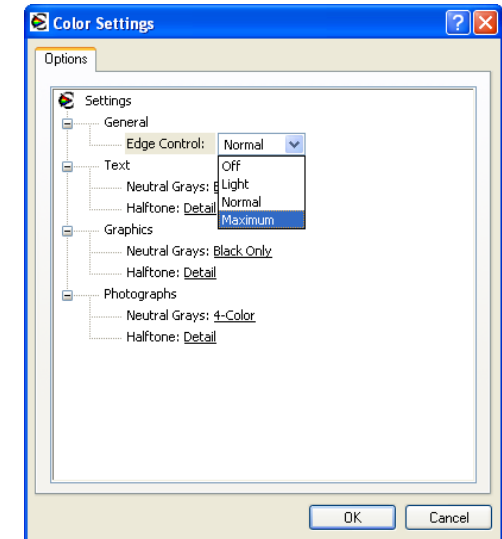 Color Settings
Options
Settings
General
Edge Control: Normal
Off
Text
Light
Neutral Grays:
Normal
Halftone: Detail
Maximum
Graphics
Neutral Grays: Black Only
Halftone: Detail
Photographs
Neutral Grays: 4-Color
Halftone: Detail
OK Cancel